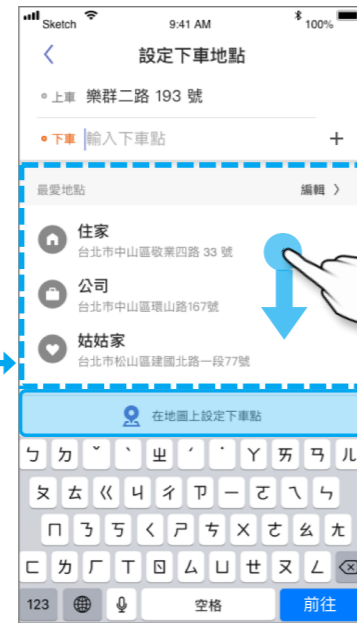 Sketch 9:41 AM 100%
設定下車地點
上車 樂群二路 193 號
下車 輸入下車點 +
最愛地點 編輯 〉
住家
台北市中山區敬業四路 33 號
公司
台北市中山區環山路167號
姑姑家
台北市松山區建國北路一段77號
在地圖上設定下車點
ㄅ ㄉ ˇ ˋ ㄓ ˊ ˙ ㄚ ㄞ ㄢ ㄦ
ㄆ ㄊ ㄍ ㄐ ㄔ ㄗ ㄧ ㄛ ㄟ ㄣ
ㄇ ㄋ ㄎ ㄑ ㄕ ㄘ ㄨ ㄜ ㄠ ㄤ
ㄈ ㄌ ㄏ ㄒ ㄖ ㄙ ㄩ ㄝ ㄡ ㄥ
123 空格 前往